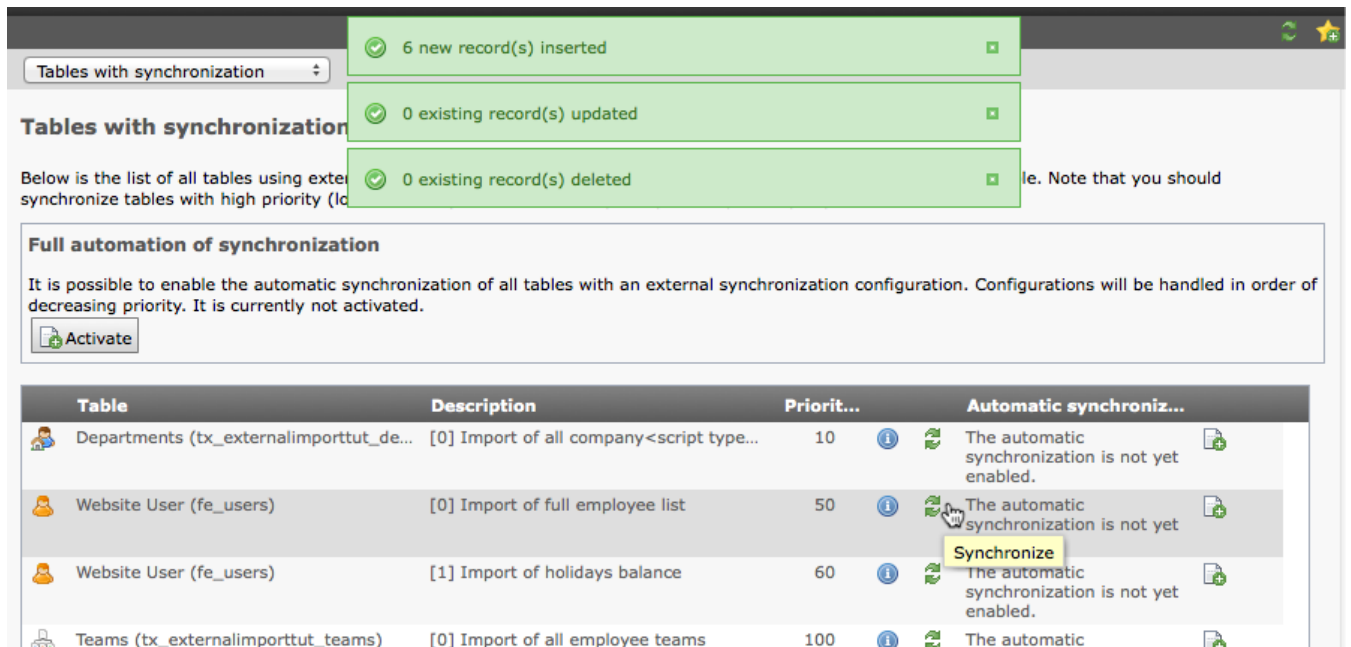 6 new record(s) inserted
Tables with synchronization
0 existing record(s) updated
Tables with synchronization
0 existing record(s) deleted
Below is the list of all tables using le. Note that you should
synchronize tables with high priority
Full automation of synchronization
It is possible to enable the automatic synchronization of all tables with an external synchronization configuration. Configurations will be handled in order of
decreasing priority. It is currently not activated.
Activate
Table Description Priorit... Automatic synchroniz...
Departments (tx_externalimporttut_de... [0] Import of all company<script type... 10 The automatic
synchronization is not yet
enabled.
Website User (fe_users) [0] Import of full employee list 50 The automatic
synchronization is not yet
Synchronize
Website User (fe_users) [1] Import of holidays balance 60 The automatic
synchronization is not yet
enabled.
Teams (tx_externalimporttut_teams) [0] Import of all employee teams 100 The automatic